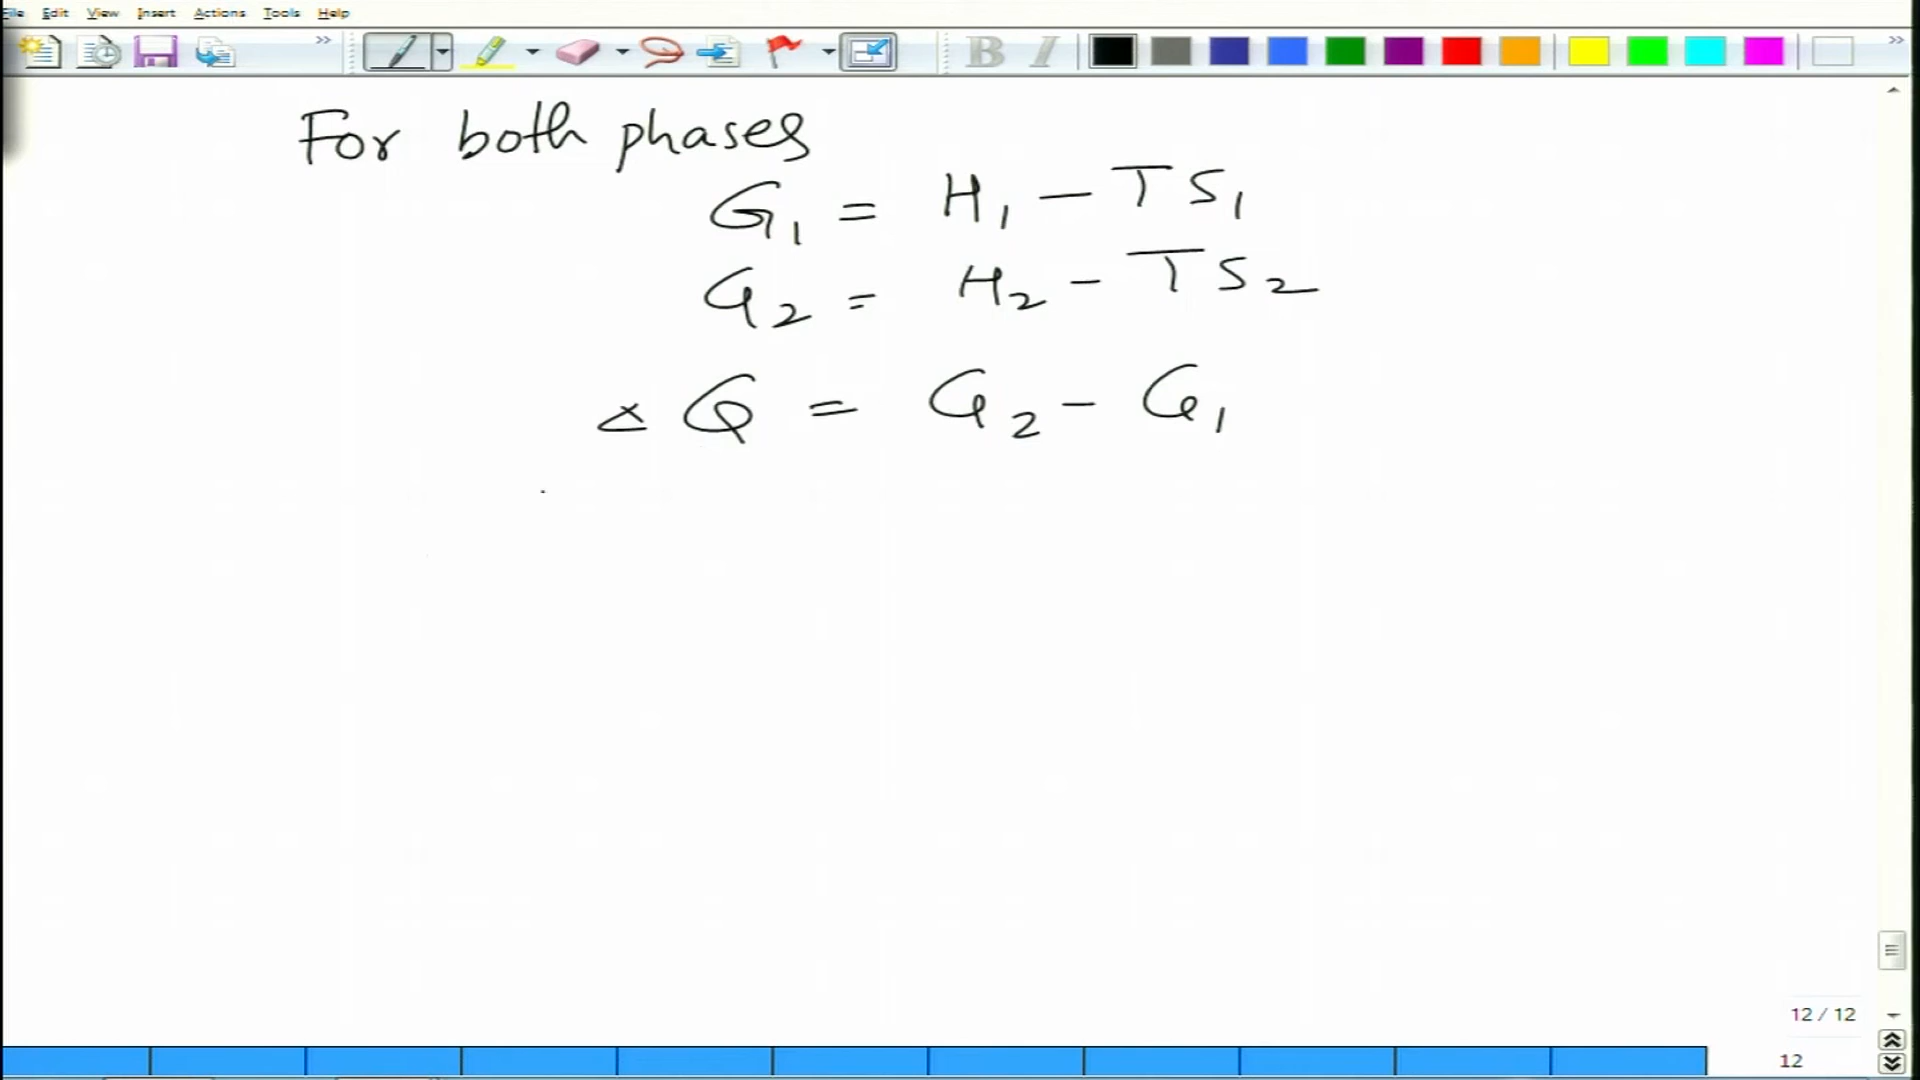 File Edit View Insert Actions Tools Help
B I
For both phases
G₁ = H₁ – TS₁
G₂ = H₂ – TS₂
△G = G₂ – G₁
12 / 12
12